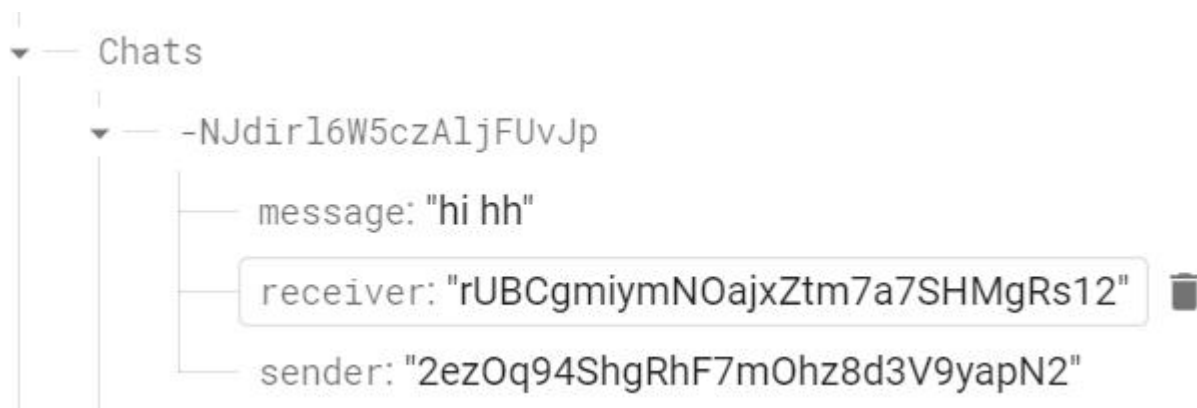 Chats
-NJdirl6W5czAljFUvJp
message: "hi hh"
receiver: "rUBCgmiymNOajxZtm7a7SHMgRs12"
sender: "2ezOq94ShgRhF7mOhz8d3V9yapN2"